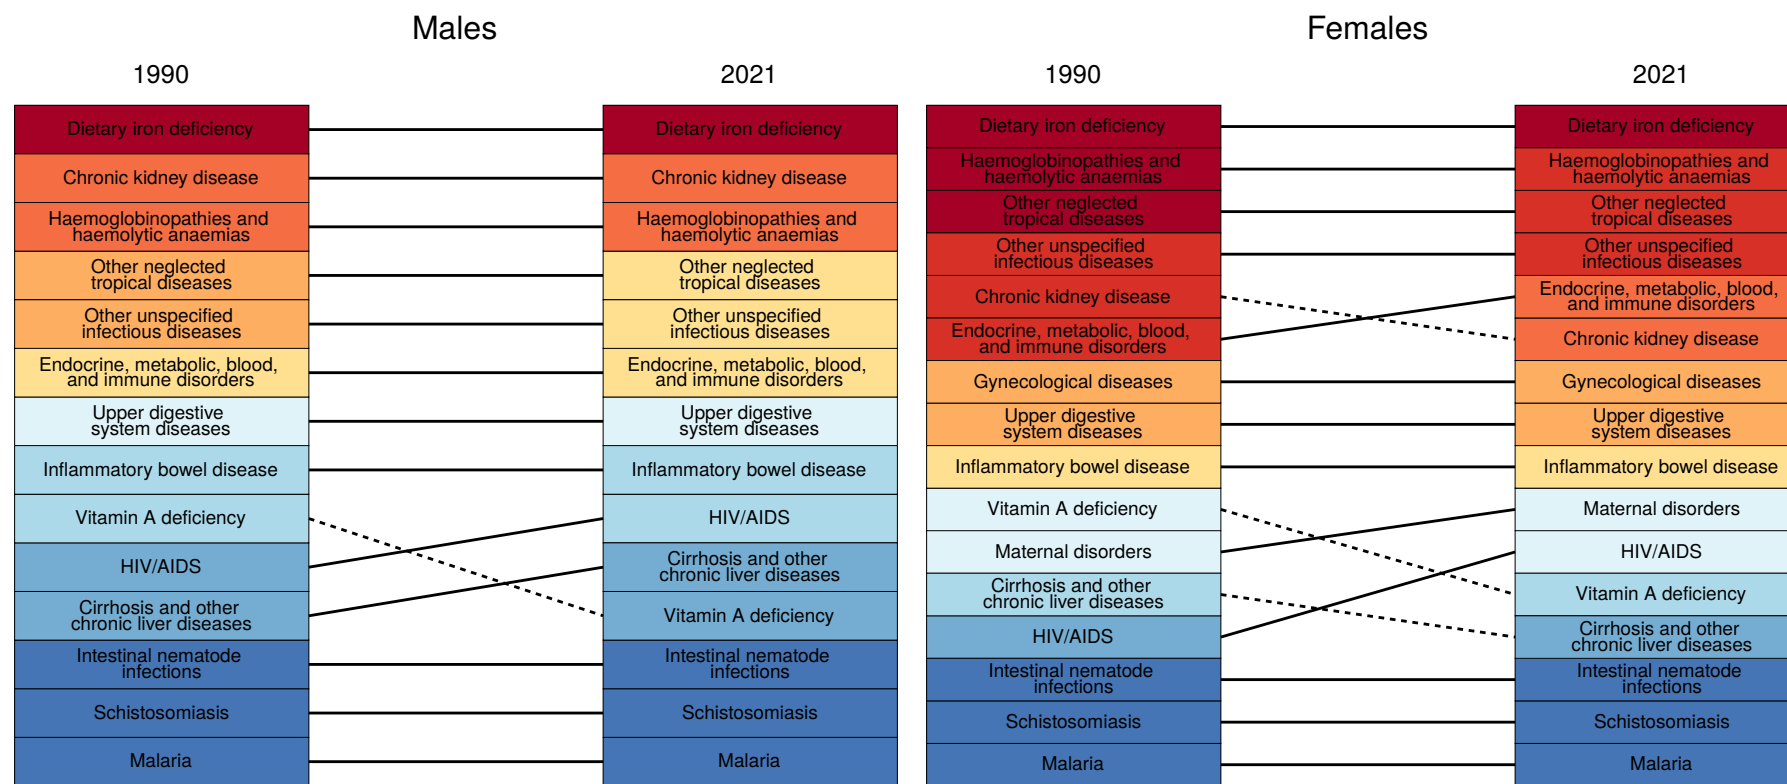 Males
1990
2021
Dietary iron deficiency
Chronic kidney disease
Haemoglobinopathies and
haemolytic anaemias
Other neglected
tropical diseases
Other unspecified
infectious diseases
Endocrine, metabolic, blood,
and immune disorders
Upper digestive
system diseases
Inflammatory bowel disease
Vitamin A deficiency
HIV/AIDS
Cirrhosis and other
chronic liver diseases
Intestinal nematode
infections
Schistosomiasis
Malaria
Dietary iron deficiency
Chronic kidney disease
Haemoglobinopathies and
haemolytic anaemias
Other neglected
tropical diseases
Other unspecified
infectious diseases
Endocrine, metabolic, blood,
and immune disorders
Upper digestive
system diseases
Inflammatory bowel disease
HIV/AIDS
Cirrhosis and other
chronic liver diseases
Vitamin A deficiency
Intestinal nematode
infections
Schistosomiasis
Malaria
Females
1990
2021
Dietary iron deficiency
Haemoglobinopathies and
haemolytic anaemias
Other neglected
tropical diseases
Other unspecified
infectious diseases
Chronic kidney disease
Endocrine, metabolic, blood,
and immune disorders
Gynecological diseases
Upper digestive
system diseases
Inflammatory bowel disease
Vitamin A deficiency
Maternal disorders
Cirrhosis and other
chronic liver diseases
HIV/AIDS
Intestinal nematode
infections
Schistosomiasis
Malaria
Dietary iron deficiency
Haemoglobinopathies and
haemolytic anaemias
Other neglected
tropical diseases
Other unspecified
infectious diseases
Endocrine, metabolic, blood,
and immune disorders
Chronic kidney disease
Gynecological diseases
Upper digestive
system diseases
Inflammatory bowel disease
Maternal disorders
HIV/AIDS
Vitamin A deficiency
Cirrhosis and other
chronic liver diseases
Intestinal nematode
infections
Schistosomiasis
Malaria